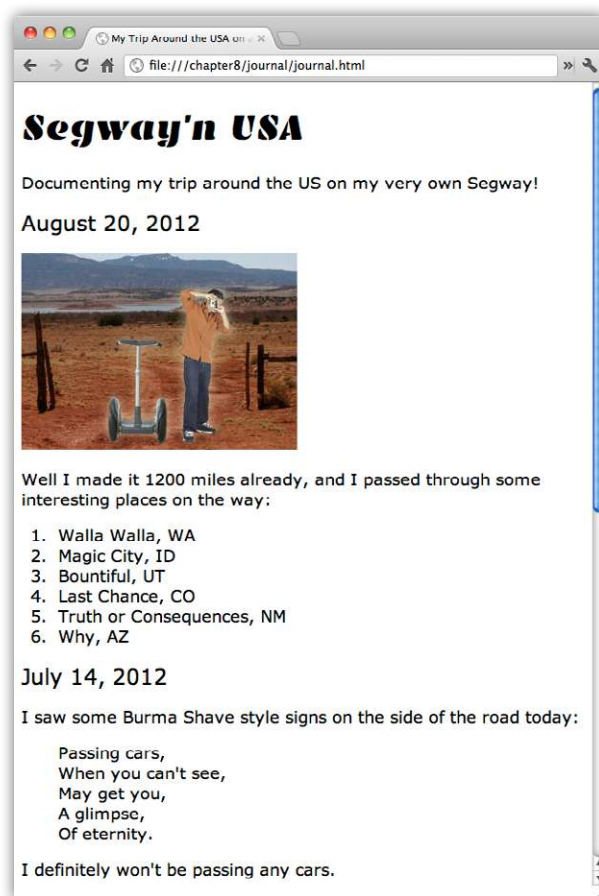 My Trip Around the USA on a
file:///chapter8/journal/journal.html
Segway'n USA
Documenting my trip around the US on my very own Segway!
August 20, 2012
Well I made it 1200 miles already, and I passed through some
interesting places on the way:
1. Walla Walla, WA
2. Magic City, ID
3. Bountiful, UT
4. Last Chance, CO
5. Truth or Consequences, NM
6. Why, AZ
July 14, 2012
I saw some Burma Shave style signs on the side of the road today:
Passing cars,
When you can't see,
May get you,
A glimpse,
Of eternity.
I definitely won't be passing any cars.